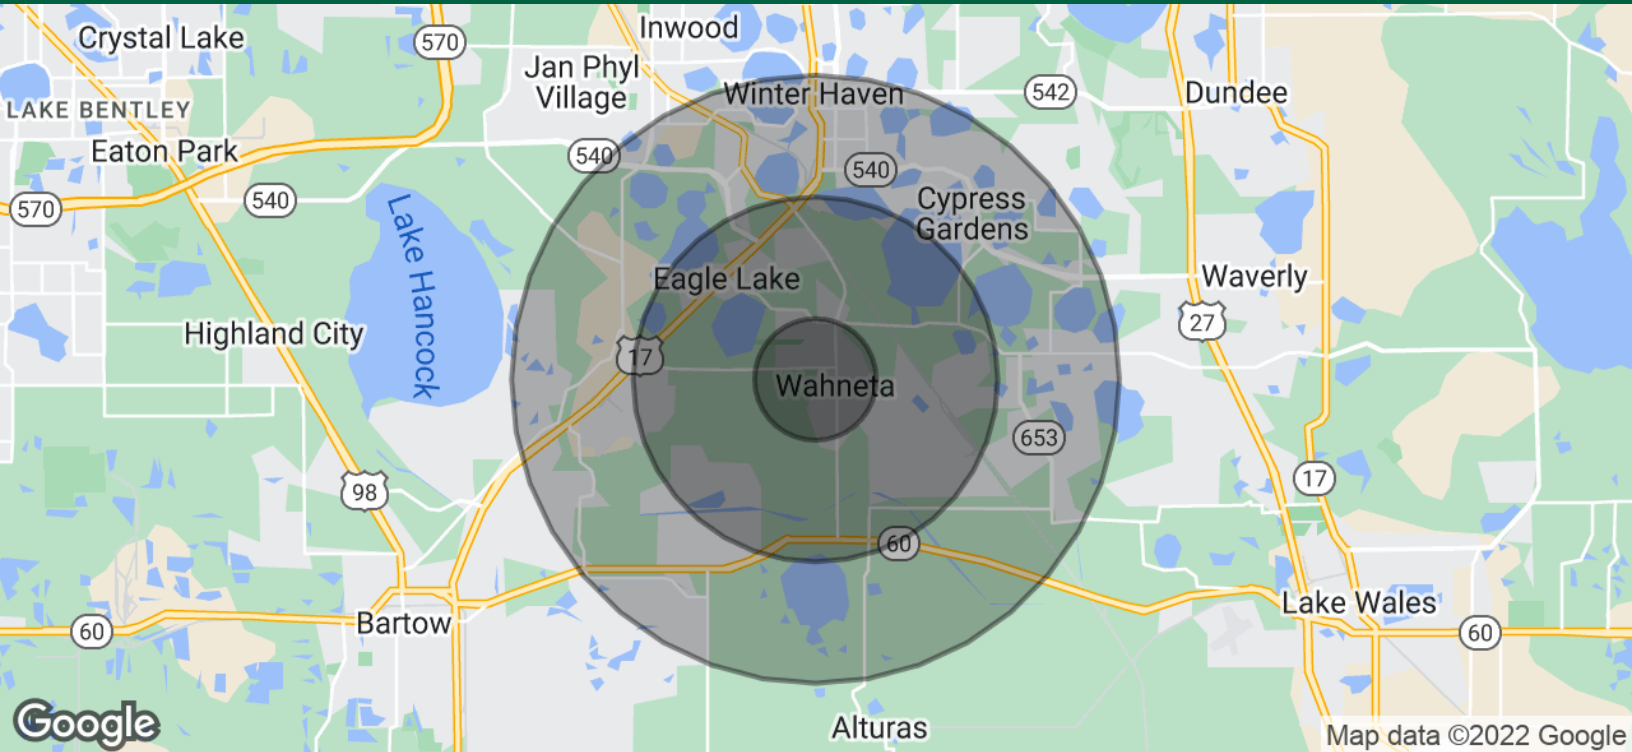 Inwood
Crystal Lake
570
Jan Phyl
Village
Winter Haven
542
Dundee
LAKE BENTLEY
Eaton Park
540
540
540
570
Cypress
Gardens
Lake Hancock
Eagle Lake
Waverly
Highland City
27
17
Wahneta
653
98
17
60
Bartow
Lake Wales
60
60
Google
Alturas
Map data ©2022 Google